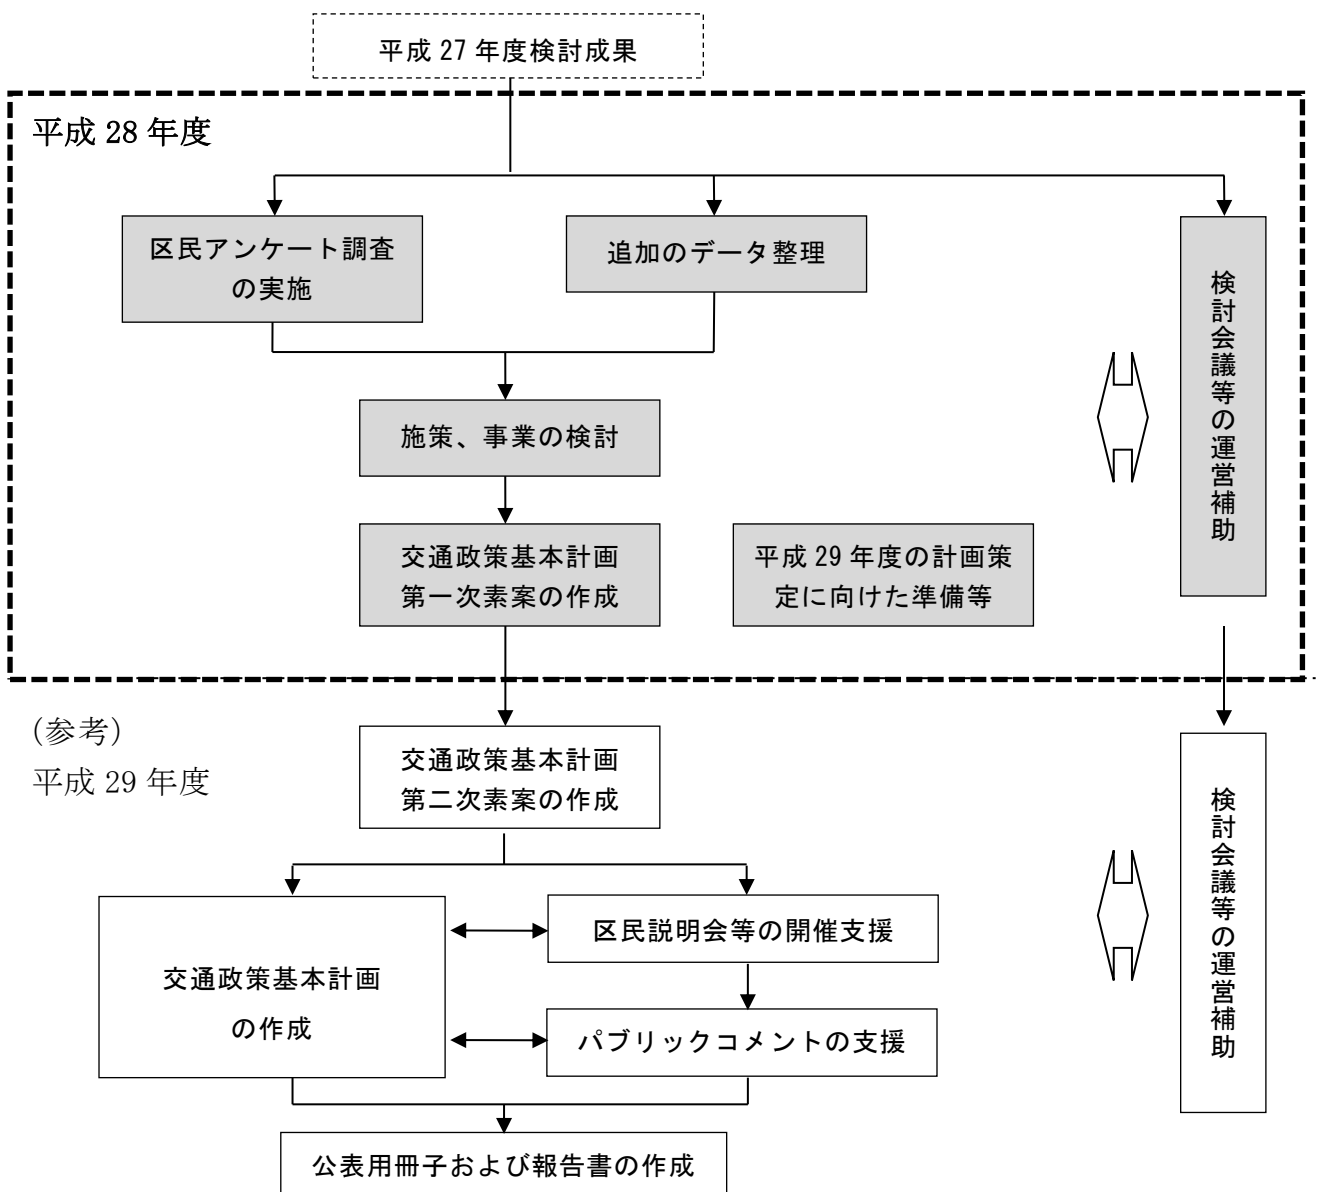 平成 27 年度検討成果
平成 28 年度
区民アンケート調査
の実施
追加のデータ整理
検討会議等の運営補助
施策、事業の検討
交通政策基本計画
第一次素案の作成
平成 29 年度の計画策
定に向けた準備等
(参考)
平成 29 年度
交通政策基本計画
第二次素案の作成
検討会議等の運営補助
区民説明会等の開催支援
交通政策基本計画
の作成
パブリックコメントの支援
公表用冊子および報告書の作成